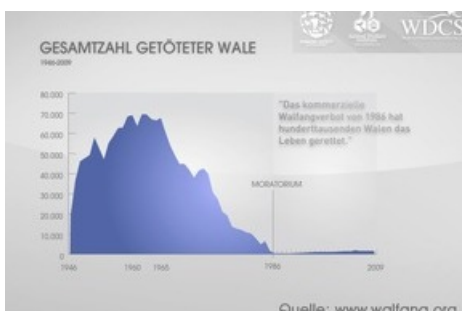 WDCS
GESAMTZAHL GETÖTETER WALE
1946-2009
80.000
70.000
60.000
50.000
40.000
30.000
20.000
10.000
0
"Das kommerzielle
Walfangverbot von 1986 hat
hunderttausenden Walen das
Leben gerettet."
MORATORIUM
1946
1960
1965
1986
2009
Quelle: www.walfang.org